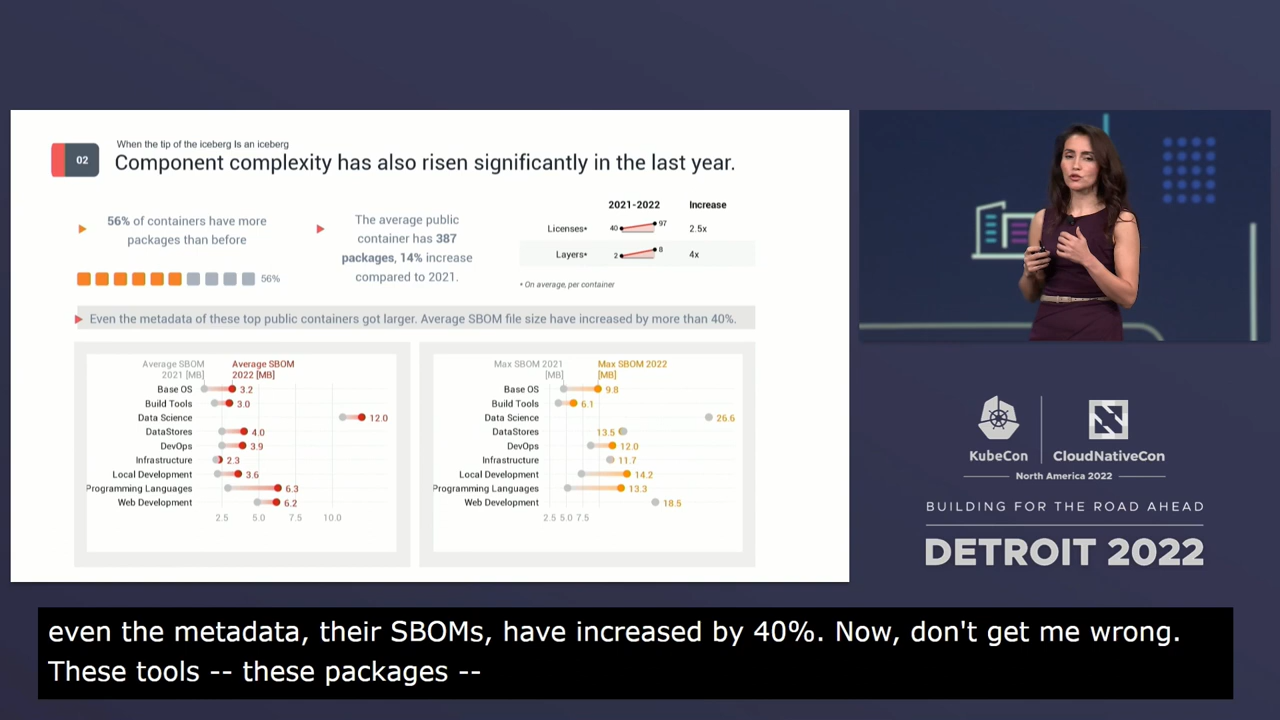 When the tip of the iceberg Is an iceberg
02
Component complexity has also risen significantly in the last year.
56% of containers have more
packages than before
56%
The average public
container has 387
packages, 14% increase
compared to 2021.
2021-2022 Increase
Licenses• 40 97 2.5x
Layers• 2 8 4x
• On average, per container
Even the metadata of these top public containers got larger. Average SBOM file size have increased by more than 40%.
Average SBOM
2021 [MB]
Average SBOM
2022 [MB]
Base OS 3.2
Build Tools 3.0
Data Science 12.0
DataStores 4.0
DevOps 3.9
Infrastructure 2.3
Local Development 3.6
Programming Languages 6.3
Web Development 6.2
2.5 5.0 7.5 10.0
Max SBOM 2021
[MB]
Max SBOM 2022
[MB]
Base OS 9.8
Build Tools 6.1
Data Science 26.6
DataStores 13.5
DevOps 12.0
Infrastructure 11.7
Local Development 14.2
Programming Languages 13.3
Web Development 18.5
2.5 5.0 7.5
KubeCon CloudNativeCon
North America 2022
BUILDING FOR THE ROAD AHEAD
DETROIT 2022
even the metadata, their SBOMs, have increased by 40%. Now, don't get me wrong.
These tools -- these packages --